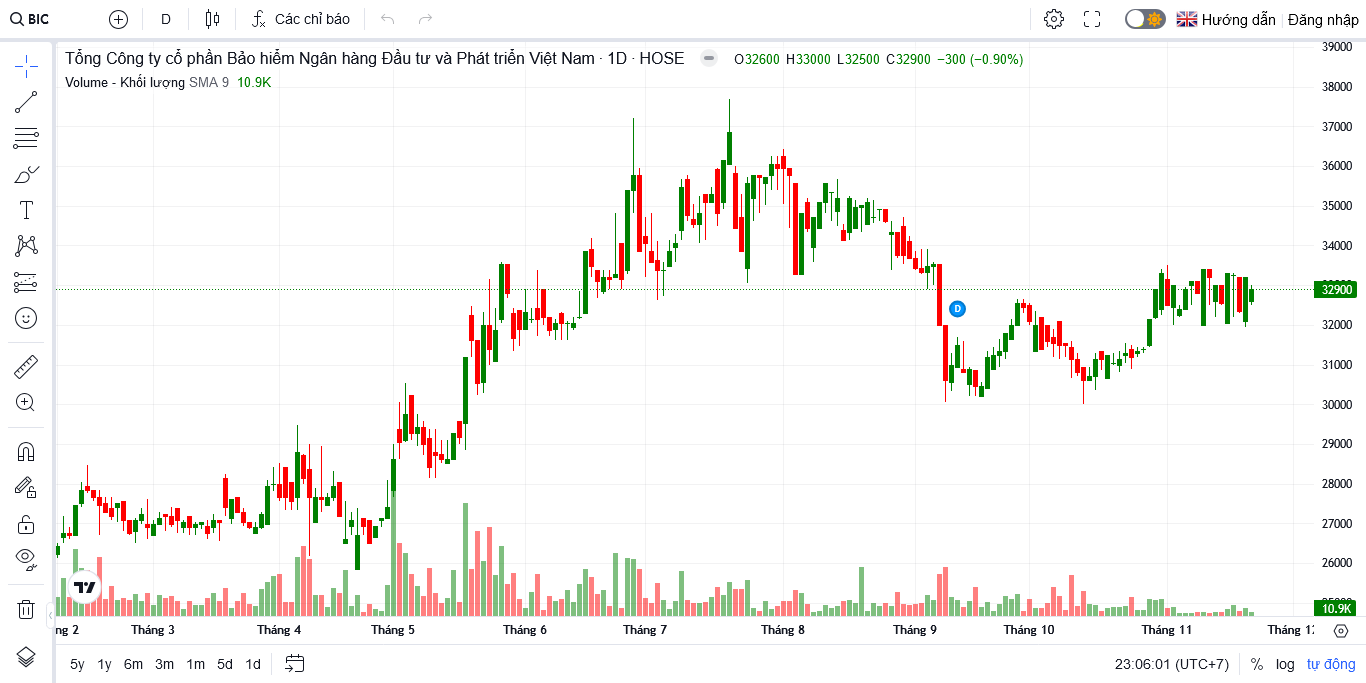 BIC D Các chỉ báo Hướng dẫn Đăng nhập
Tổng Công ty cổ phần Bảo hiểm Ngân hàng Đầu tư và Phát triển Việt Nam · 1D · HOSE O32600 H33000 L32500 C32900 −300 (−0.90%)
Volume - Khối lượng SMA 9 10.9K
39000
38000
37000
36000
35000
34000
32900
32000
31000
30000
29000
28000
27000
26000
10.9K
D
ng 2 Tháng 3 Tháng 4 Tháng 5 Tháng 6 Tháng 7 Tháng 8 Tháng 9 Tháng 10 Tháng 11 Tháng 1
5y 1y 6m 3m 1m 5d 1d 23:06:01 (UTC+7) % log tự động